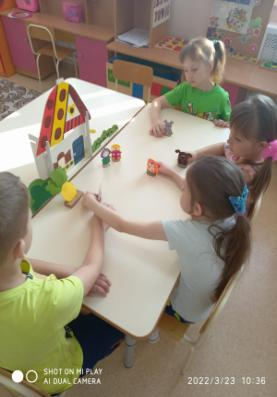 SHOT ON MI PLAY
AI DUAL CAMERA
2022/3/23 10:36